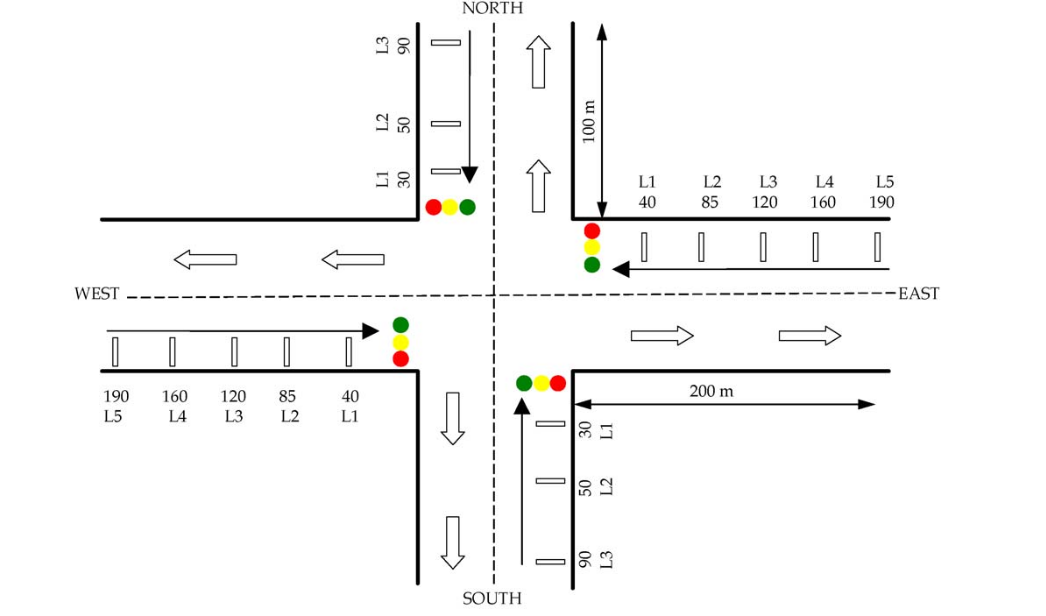 NORTH
L3
90
L2
50
L1
30
100 m
L1 L2 L3 L4 L5
40 85 120 160 190
WEST
EAST
190 160 120 85 40
L5 L4 L3 L2 L1
200 m
30 L1
50 L2
90 L3
SOUTH